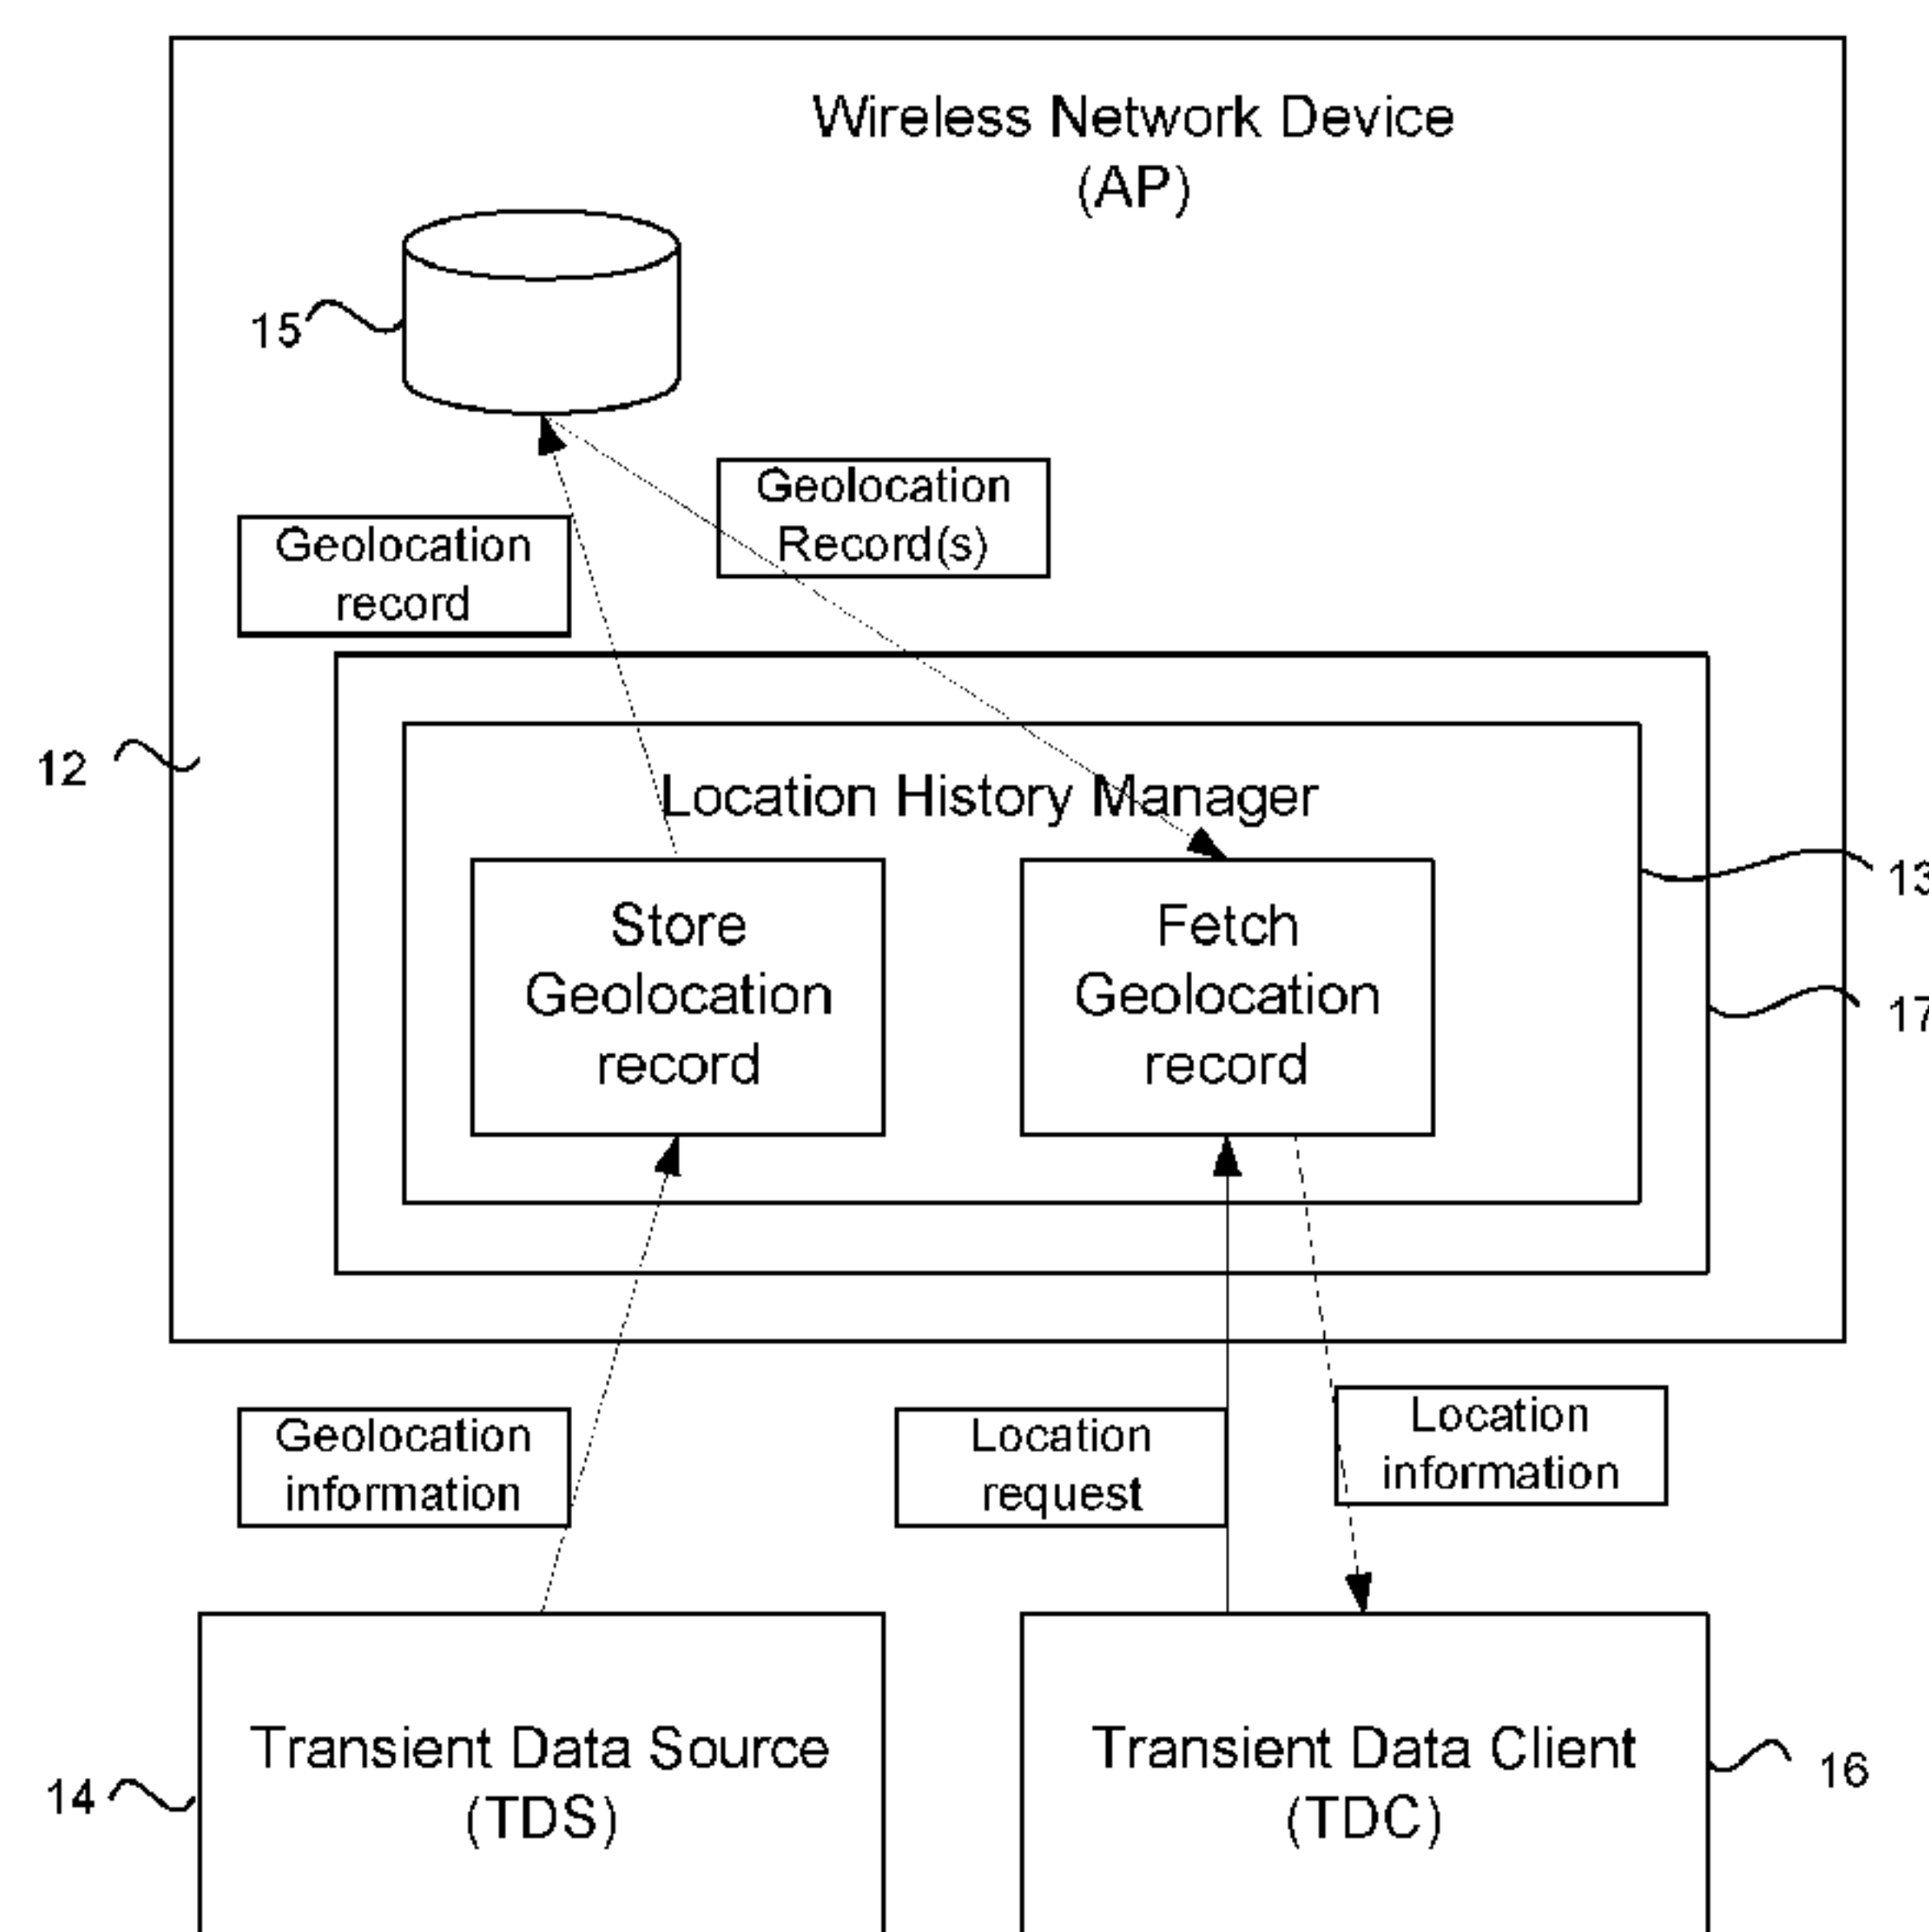 Wireless Network Device
(AP)
15
Geolocation
Record(s)
Geolocation
record
12
Location History Manager
13
Store
Geolocation
record
Fetch
Geolocation
record
17
Geolocation
information
Location
request
Location
information
Transient Data Source
(TDS)
14
Transient Data Client
(TDC)
16